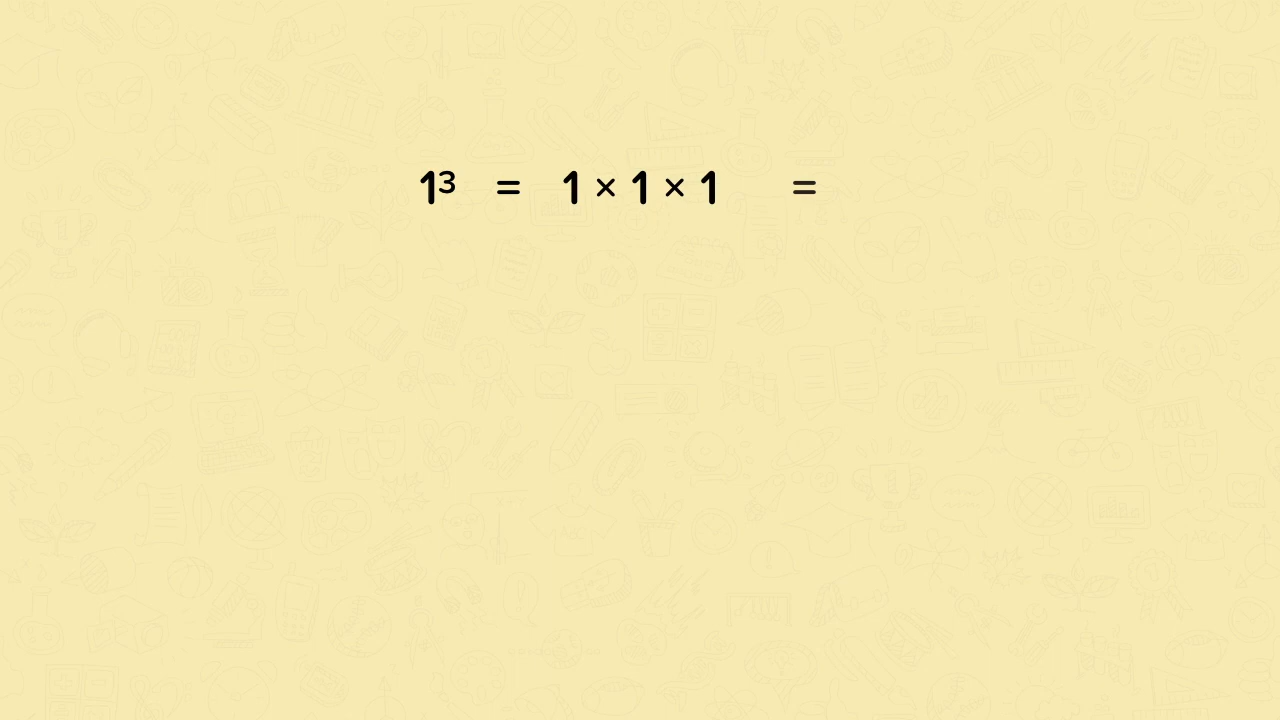 1³ = 1 × 1 × 1 =